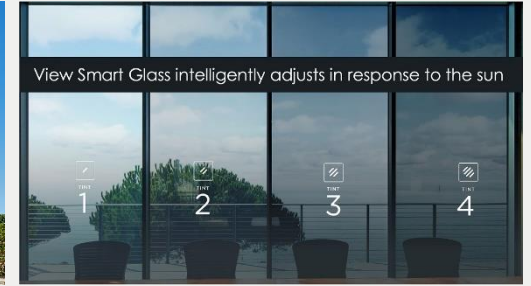 View Smart Glass intelligently adjusts in response to the sun
TINT
1
TINT
2
TINT
3
TINT
4